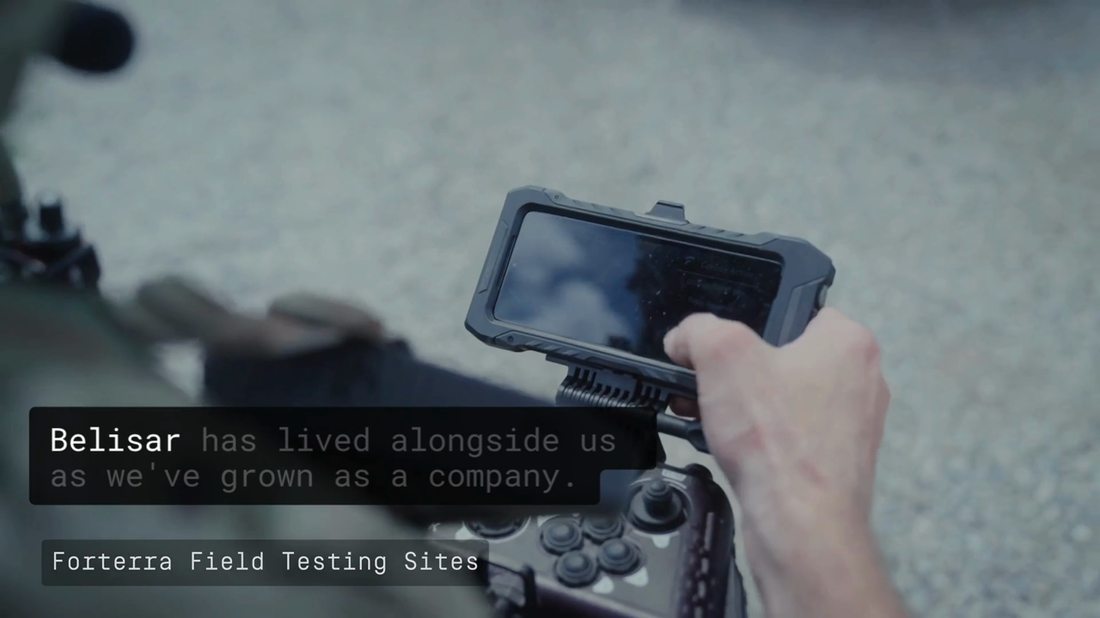 Belisar has lived alongside us
as we've grown as a company.
Forterra Field Testing Sites